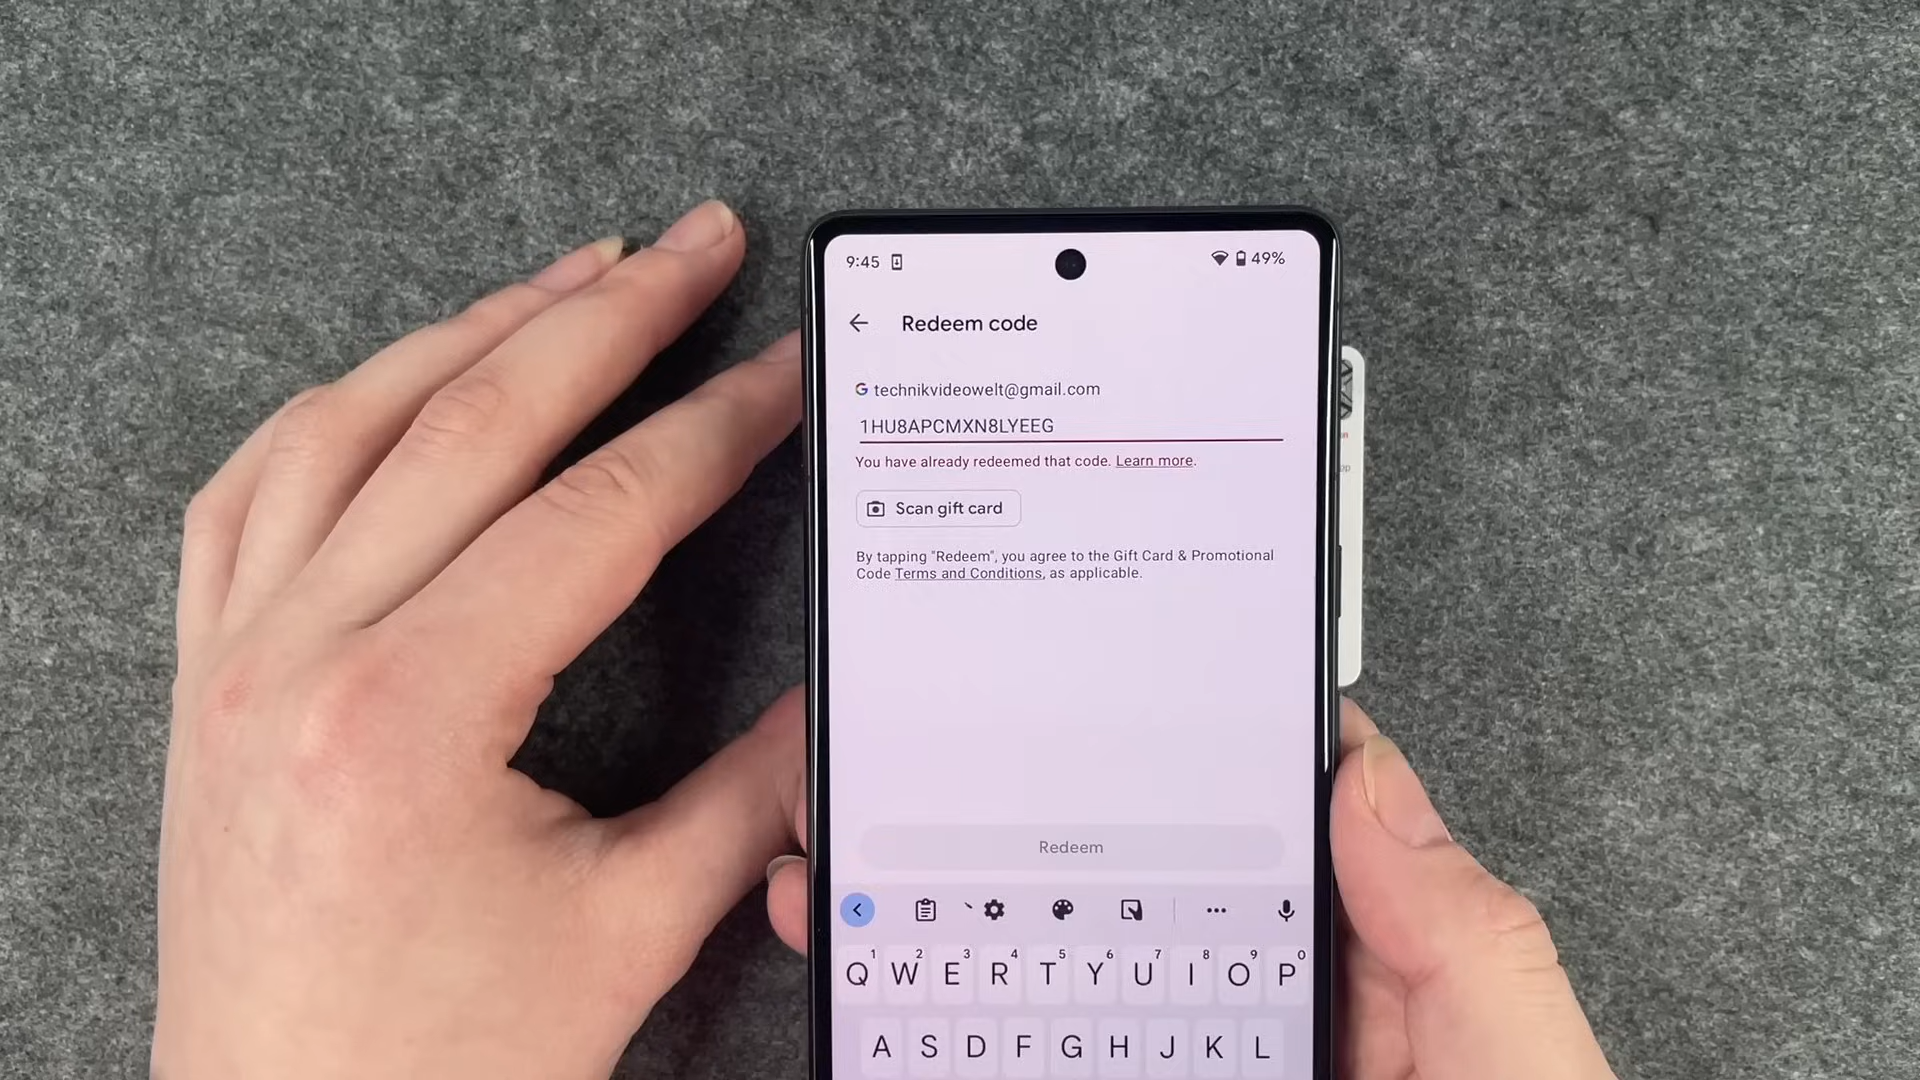 9:45 49%
Redeem code
G technikvideowelt@gmail.com
1HU8APCMXN8LYEEG
You have already redeemed that code. Learn more.
Scan gift card
By tapping "Redeem", you agree to the Gift Card & Promotional
Code Terms and Conditions, as applicable.
Redeem
1 2 3 4 5 6 7 8 9 0
Q W E R T Y U I O P
A S D F G H J K L